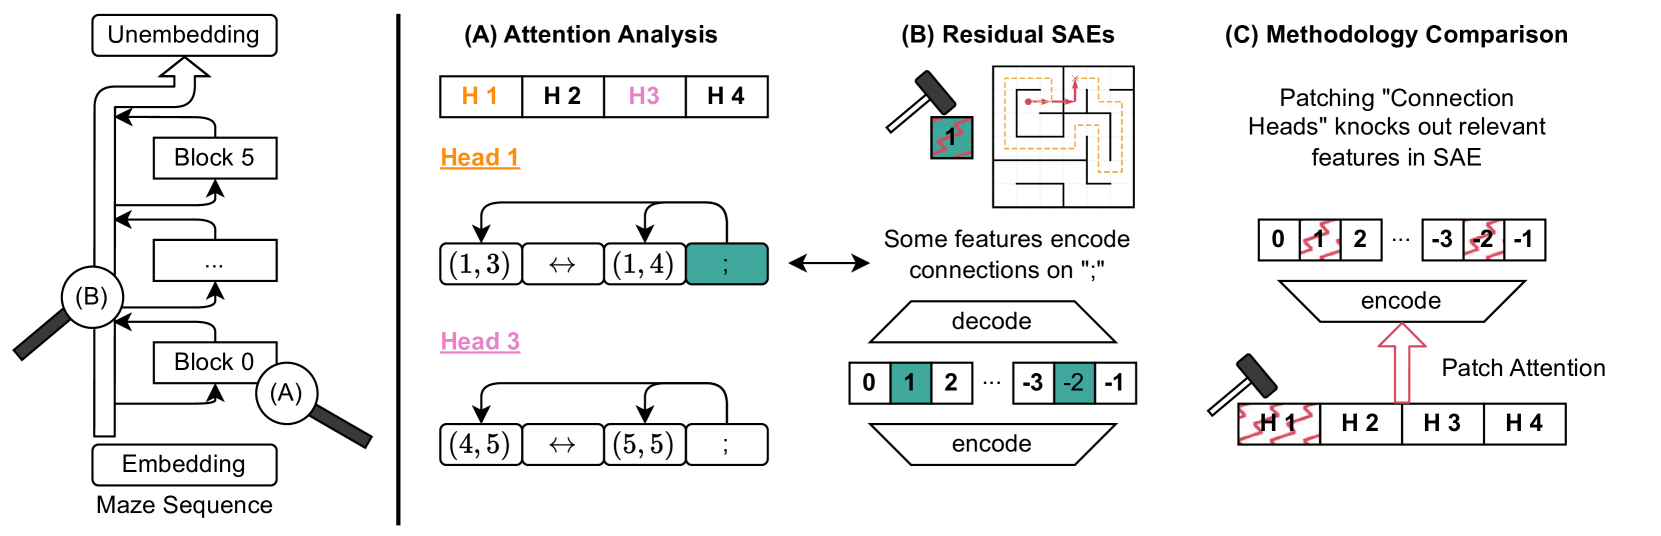 Unembedding
Block 5
...
(B)
Block 0
(A)
Embedding
Maze Sequence
(A) Attention Analysis
H 1 H 2 H3 H 4
Head 1
(1, 3) ↔ (1, 4) ;
Head 3
(4, 5) ↔ (5, 5) ;
(B) Residual SAEs
1
Some features encode
connections on ";"
decode
0 1 2 ... -3 -2 -1
encode
(C) Methodology Comparison
Patching "Connection
Heads" knocks out relevant
features in SAE
0 1 2 ... -3 -2 -1
encode
Patch Attention
H 1 H 2 H 3 H 4